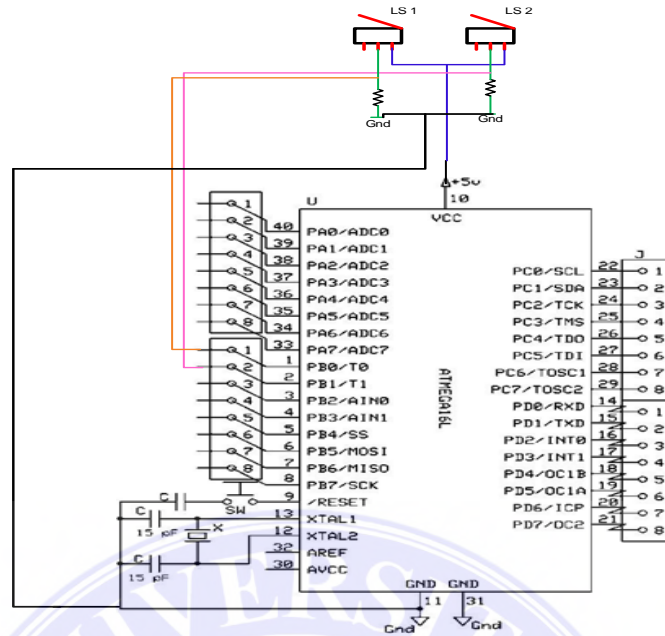 LS 1
LS 2
Gnd
Gnd
+5v
10
U
VCC
1
2
3
4
5
6
7
8
40
39
38
37
36
35
34
33
PA0/ADC0
PA1/ADC1
PA2/ADC2
PA3/ADC3
PA4/ADC4
PA5/ADC5
PA6/ADC6
PA7/ADC7
1
2
3
4
5
6
7
8
1
2
3
4
5
6
7
8
PB0/T0
PB1/T1
PB2/AIN0
PB3/AIN1
PB4/SS
PB5/MOSI
PB6/MISO
PB7/SCK
C
SW
9
/RESET
C
15 pF
X
13
XTAL1
12
XTAL2
32
AREF
C
15 pF
30
AVCC
ATMEGA16L
J
PC0/SCL
22
1
PC1/SDA
23
2
PC2/TCK
24
3
PC3/TMS
25
4
PC4/TDO
26
5
PC5/TDI
27
6
PC6/TOSC1
28
7
PC7/TOSC2
29
8
PD0/RXD
14
1
PD1/TXD
15
2
PD2/INT0
16
3
PD3/INT1
17
4
PD4/OC1B
18
5
PD5/OC1A
19
6
PD6/ICP
20
7
PD7/OC2
21
8
GND GND
11
31
Gnd
Gnd
IVERS